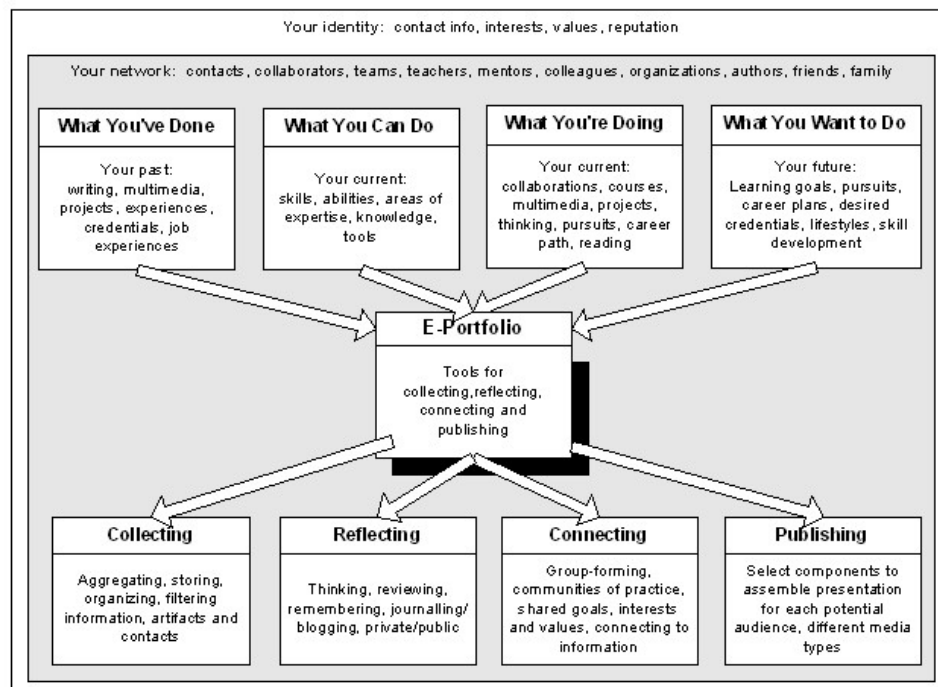 Your identity: contact info, interests, values, reputation
Your network: contacts, collaborators, teams, teachers, mentors, colleagues, organizations, authors, friends, family
What You've Done
Your past:
writing, multimedia,
projects, experiences,
credentials, job
experiences
What You Can Do
Your current:
skills, abilities, areas of
expertise, knowledge,
tools
What You're Doing
Your current:
collaborations, courses,
multimedia, projects,
thinking, pursuits, career
path, reading
What You Want to Do
Your future:
Learning goals, pursuits,
career plans, desired
credentials, lifestyles, skill
development
E-Portfolio
Tools for
collecting,reflecting,
connecting and
publishing
Collecting
Aggregating, storing,
organizing, filtering
information, artifacts and
contacts
Reflecting
Thinking, reviewing,
remembering, journalling/
blogging, private/public
Connecting
Group-forming,
communities of practice,
shared goals, interests
and values, connecting to
information
Publishing
Select components to
assemble presentation
for each potential
audience, different media
types